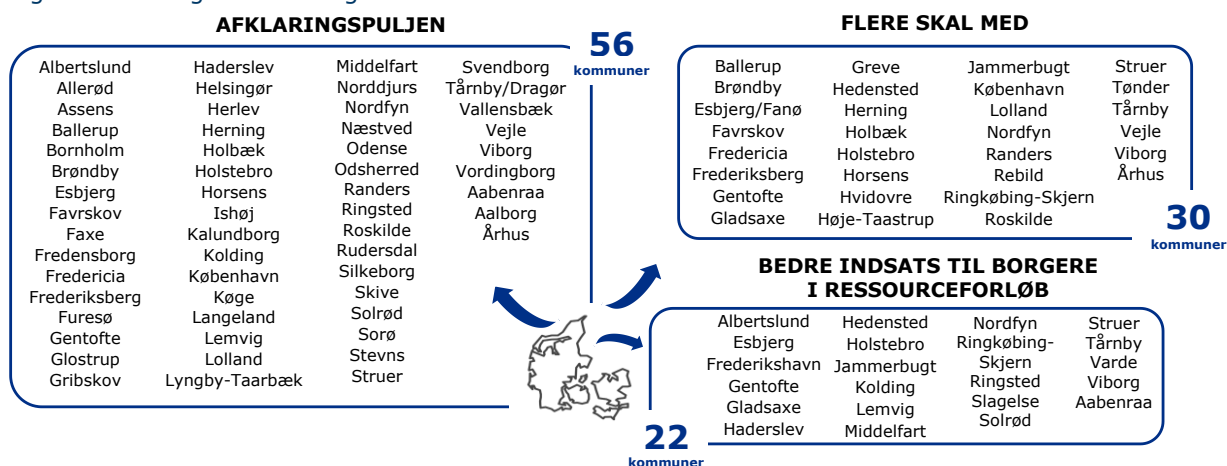 AFKLARINGSPULJEN
56
kommuner
Albertslund
Allerød
Assens
Ballerup
Bornholm
Brøndby
Esbjerg
Favrskov
Faxe
Fredensborg
Fredericia
Frederiksberg
Furesø
Gentofte
Glostrup
Gribskov
Haderslev
Helsingør
Herlev
Herning
Holbæk
Holstebro
Horsens
Ishøj
Kalundborg
Kolding
København
Køge
Langeland
Lemvig
Lolland
Lyngby-Taarbæk
Middelfart
Norddjurs
Nordfyn
Næstved
Odense
Odsherred
Randers
Ringsted
Roskilde
Rudersdal
Silkeborg
Skive
Solrød
Sorø
Stevns
Struer
Svendborg
Tårnby/Dragør
Vallensbæk
Vejle
Viborg
Vordingborg
Aabenraa
Aalborg
Århus
FLERE SKAL MED
Ballerup
Brøndby
Esbjerg/Fanø
Favrskov
Fredericia
Frederiksberg
Gentofte
Gladsaxe
Greve
Hedensted
Herning
Holbæk
Holstebro
Horsens
Hvidovre
Høje-Taastrup
Jammerbugt
København
Lolland
Nordfyn
Randers
Rebild
Ringkøbing-Skjern
Roskilde
Struer
Tønder
Tårnby
Vejle
Viborg
Århus
30
kommuner
BEDRE INDSATS TIL BORGERE
I RESSOURCEFORLØB
Albertslund
Esbjerg
Frederikshavn
Gentofte
Gladsaxe
Haderslev
Hedensted
Holstebro
Jammerbugt
Kolding
Lemvig
Middelfart
Nordfyn
Ringkøbing-
Skjern
Ringsted
Slagelse
Solrød
Struer
Tårnby
Varde
Viborg
Aabenraa
22
kommuner